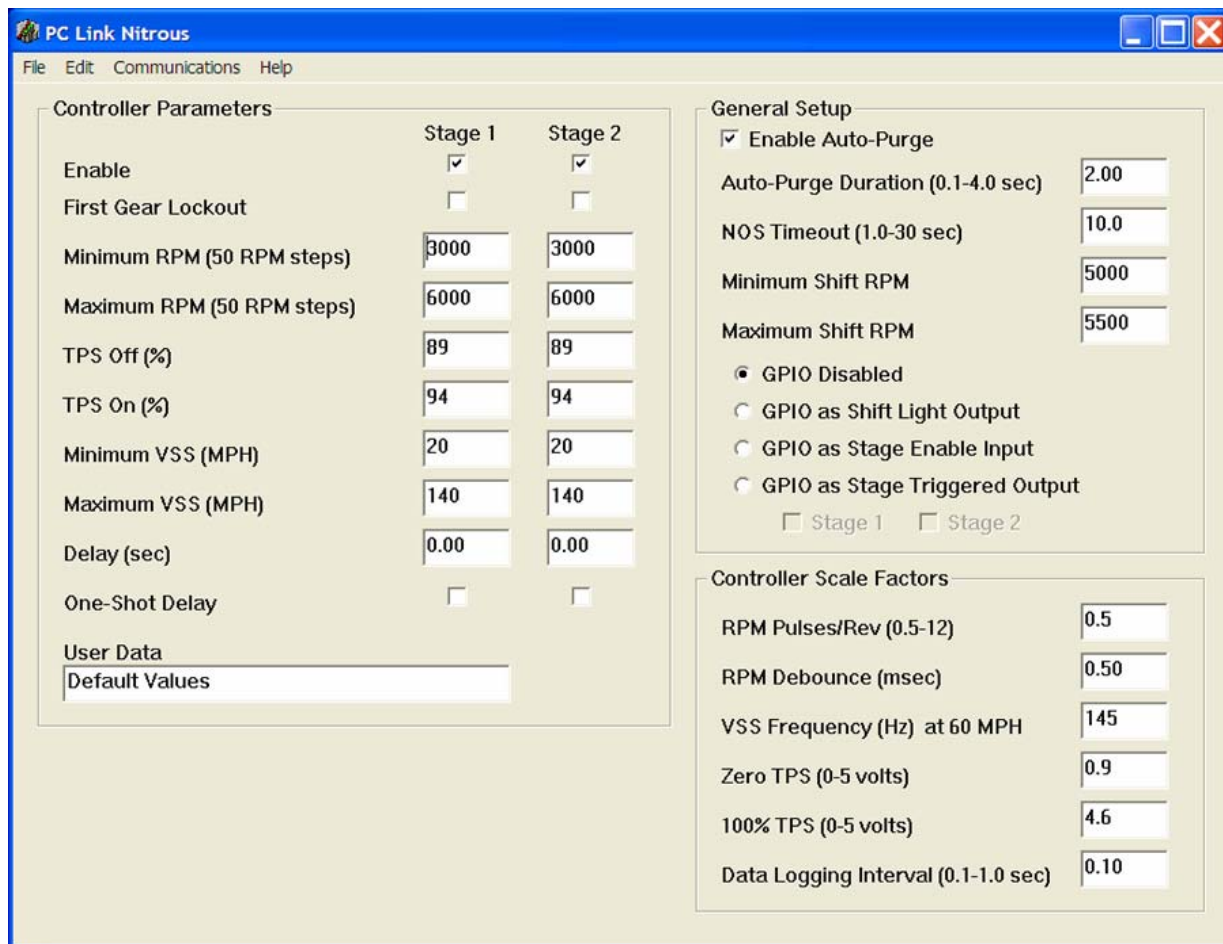 PC Link Nitrous
File Edit Communications Help
Controller Parameters
Stage 1 Stage 2
Enable
First Gear Lockout
Minimum RPM (50 RPM steps) 3000 3000
Maximum RPM (50 RPM steps) 6000 6000
TPS Off (%) 89 89
TPS On (%) 94 94
Minimum VSS (MPH) 20 20
Maximum VSS (MPH) 140 140
Delay (sec) 0.00 0.00
One-Shot Delay
User Data
Default Values
General Setup
Enable Auto-Purge
Auto-Purge Duration (0.1-4.0 sec) 2.00
NOS Timeout (1.0-30 sec) 10.0
Minimum Shift RPM 5000
Maximum Shift RPM 5500
GPIO Disabled
GPIO as Shift Light Output
GPIO as Stage Enable Input
GPIO as Stage Triggered Output
Stage 1 Stage 2
Controller Scale Factors
RPM Pulses/Rev (0.5-12) 0.5
RPM Debounce (msec) 0.50
VSS Frequency (Hz) at 60 MPH 145
Zero TPS (0-5 volts) 0.9
100% TPS (0-5 volts) 4.6
Data Logging Interval (0.1-1.0 sec) 0.10